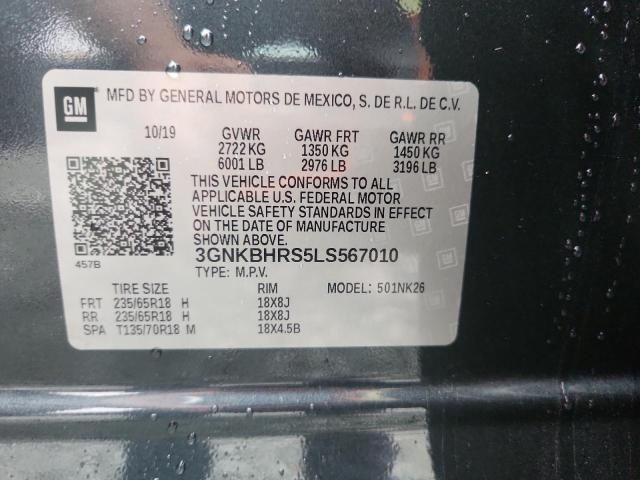 GM
MFD BY GENERAL MOTORS DE MEXICO, S. DE R.L. DE C.V.
10/19 GVWR GAWR FRT GAWR RR
2722 KG 1350 KG 1450 KG
6001 LB 2976 LB 3196 LB
THIS VEHICLE CONFORMS TO ALL
APPLICABLE U.S. FEDERAL MOTOR
VEHICLE SAFETY STANDARDS IN EFFECT
ON THE DATE OF MANUFACTURE
SHOWN ABOVE.
457B
3GNKBHRS5LS567010
TYPE: M.P.V.
TIRE SIZE RIM MODEL: 501NK26
FRT 235/65R18 H 18X8J
RR 235/65R18 H 18X8J
SPA T135/70R18 M 18X4.5B